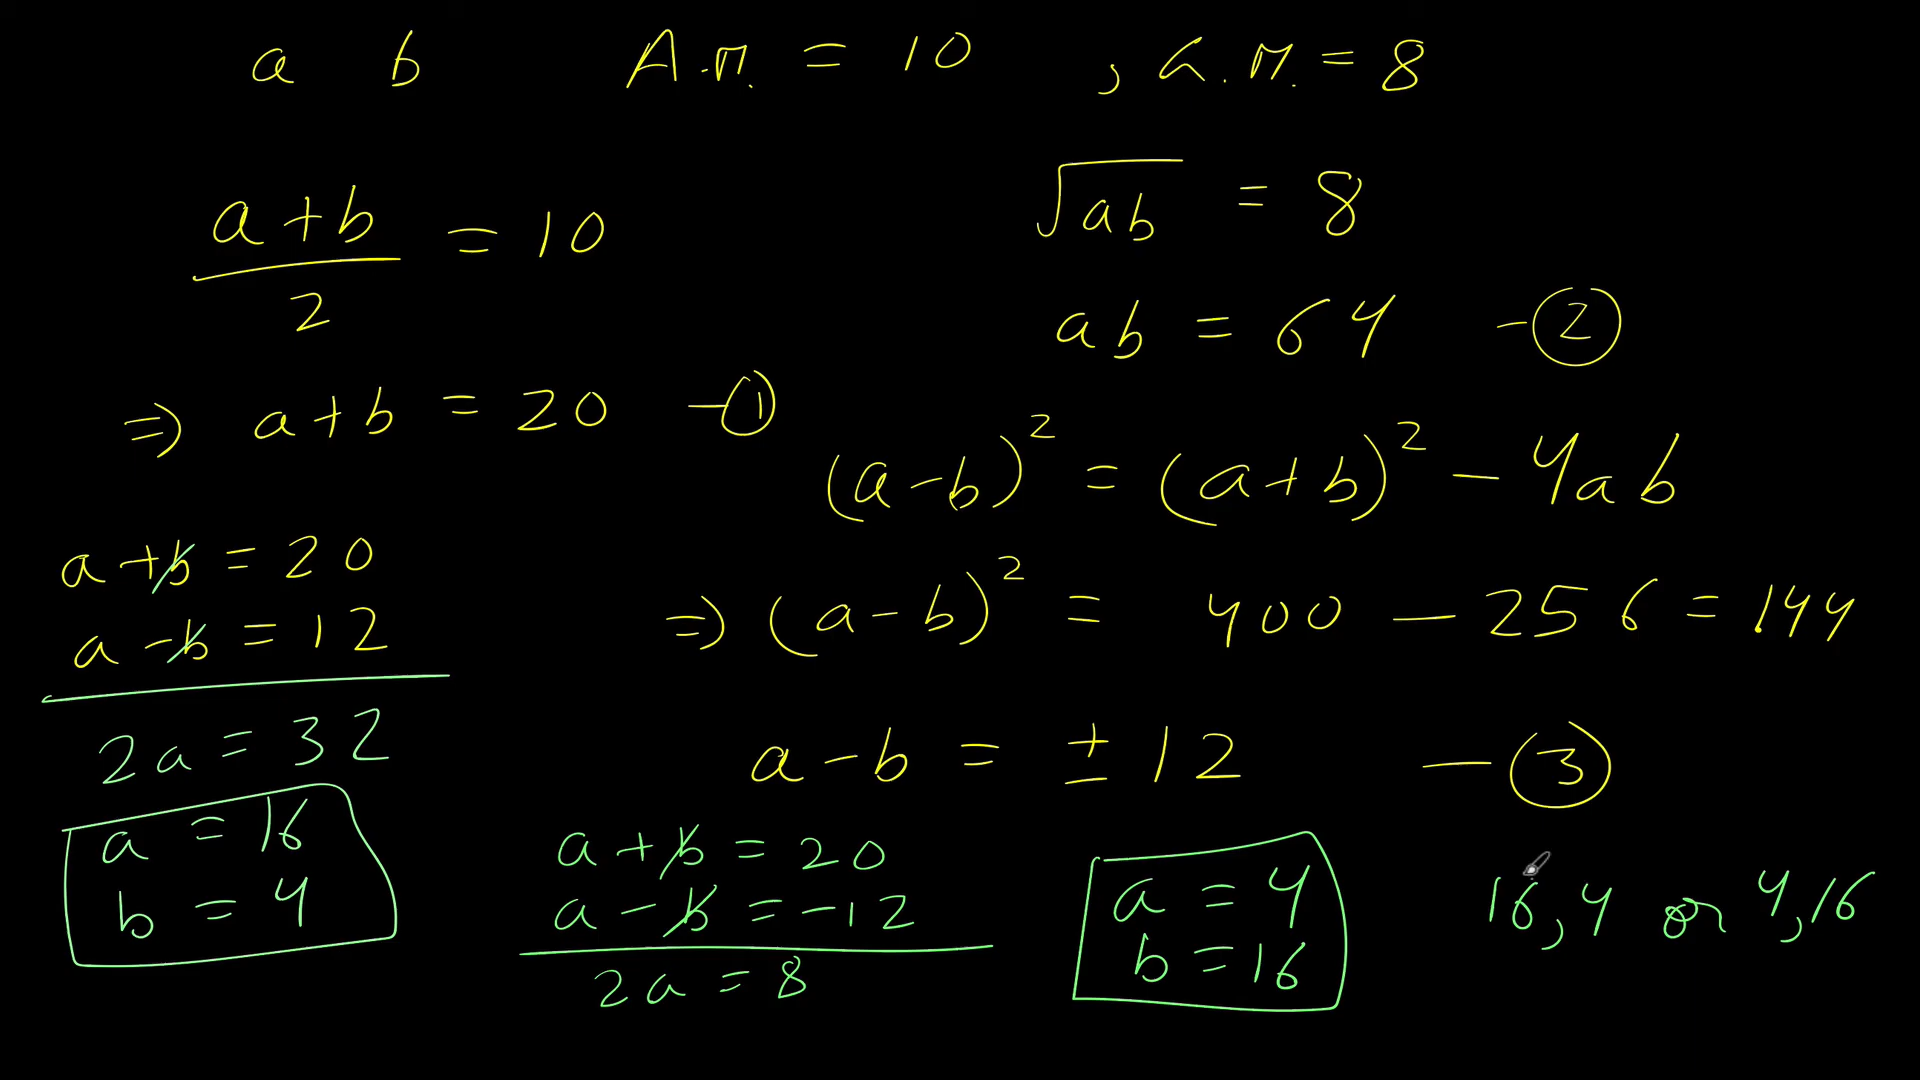 a b A.M. = 10 , G.M. = 8
a+b/2 = 10
⇒ a+b = 20 —①
√ab = 8
ab = 64 —②
(a-b)² = (a+b)² - 4ab
⇒ (a-b)² = 400 - 256 = 144
a-b = ±12 —③
a+b = 20
a-b = 12
2a = 32
a = 16
b = 4
a+b = 20
a-b = -12
2a = 8
a = 4
b = 16
16,4 or 4,16